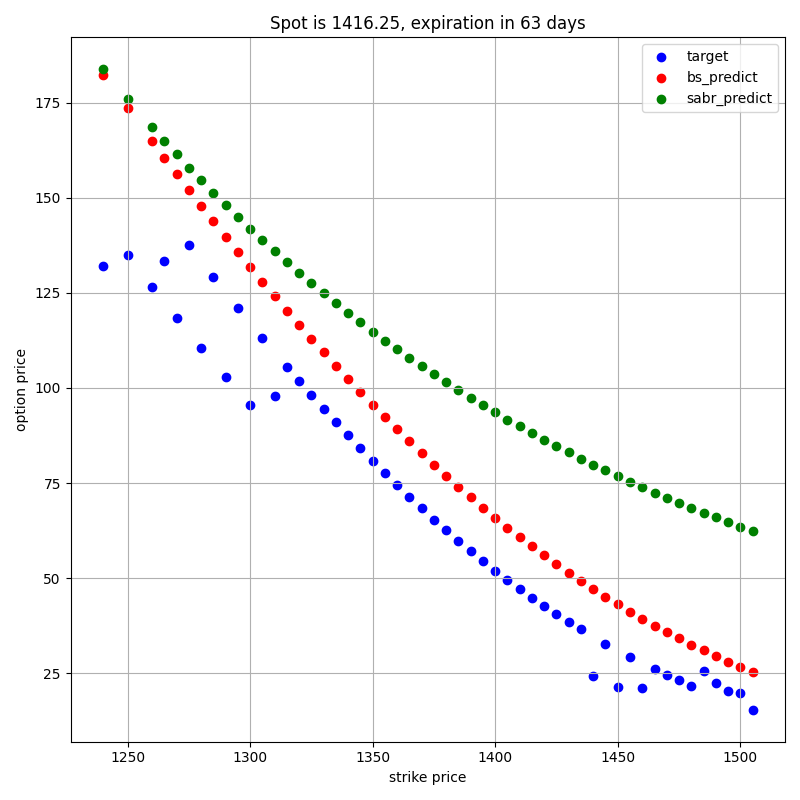 Spot is 1416.25, expiration in 63 days
target
bs_predict
sabr_predict
option price
175
150
125
100
75
50
25
1250
1300
1350
1400
1450
1500
strike price